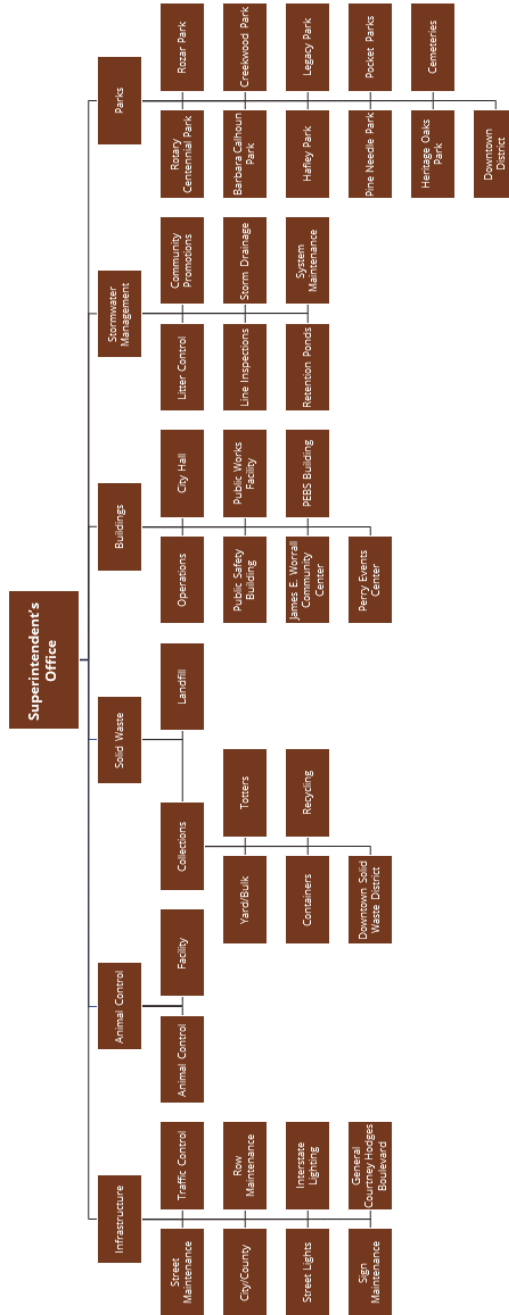 Superintendent's
Office
Infrastructure
Animal Control
Solid Waste
Buildings
Stormwater
Management
Parks
Street
Maintenance
Traffic Control
City/County
Row
Maintenance
Street Lights
Interstate
Lighting
Sign
Maintenance
General
Courtney Hodges
Boulevard
Animal Control
Facility
Collections
Landfill
Yard/Bulk
Totters
Containers
Recycling
Downtown Solid
Waste District
Operations
City Hall
Public Safety
Building
Public Works
Facility
James E. Worrall
Community
Center
PEBS Building
Perry Events
Center
Litter Control
Community
Promotions
Line Inspections
Storm Drainage
Retention Ponds
System
Maintenance
Rotary
Centennial Park
Rozar Park
Barbara Calhoun
Park
Creekwood Park
Hafley Park
Legacy Park
Pine Needle Park
Pocket Parks
Heritage Oaks
Park
Cemeteries
Downtown
District